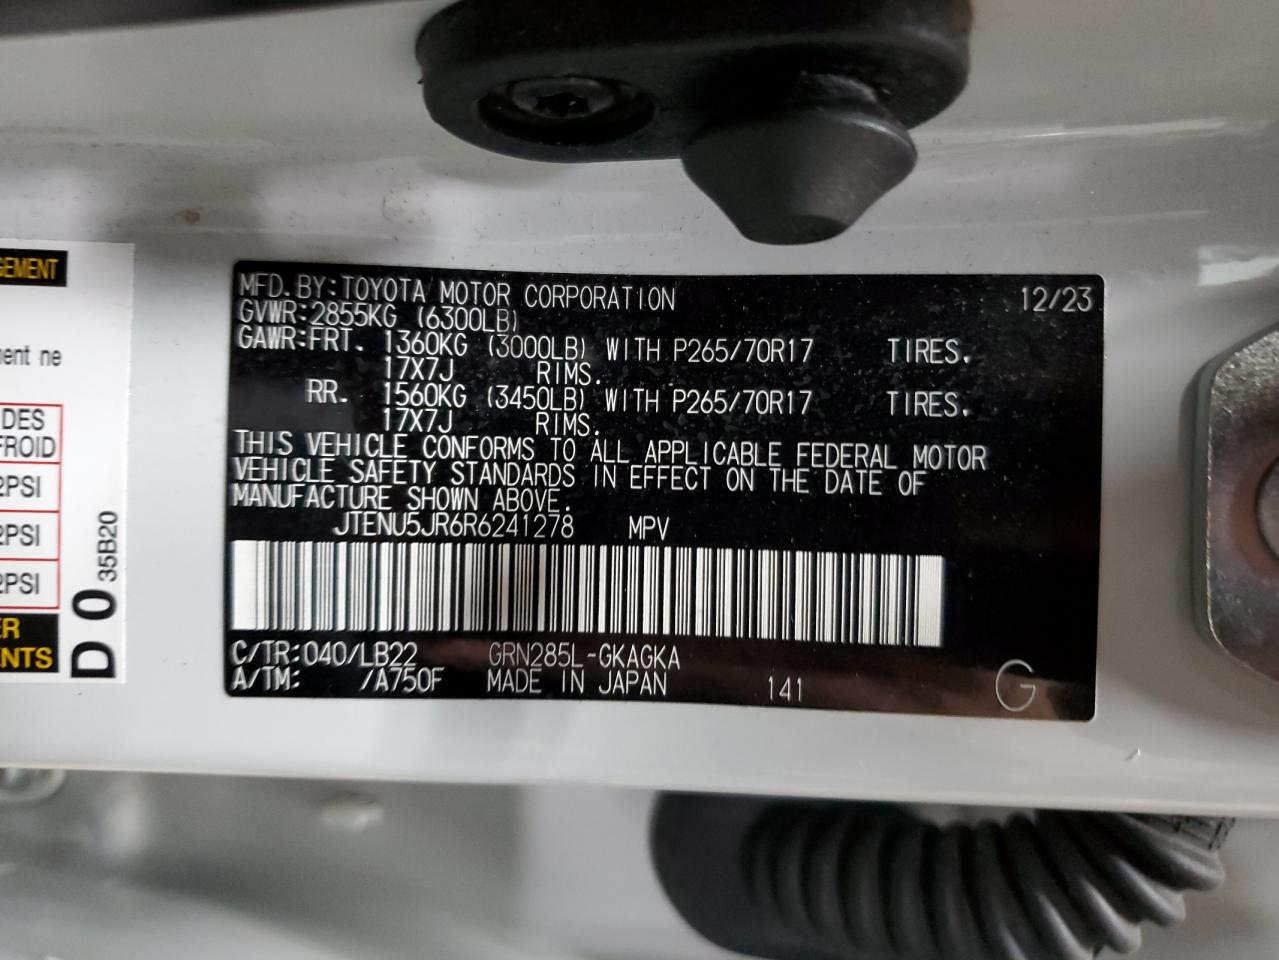 GEMENT
ment ne
DES
FROID
2PSI
2PSI
2PSI
ER
ENTS
D 0 35B20
MFD.BY:TOYOTA MOTOR CORPORATION 12/23
GVWR:2855KG (6300LB)
GAWR:FRT. 1360KG (3000LB) WITH P265/70R17 TIRES.
17X7J RIMS.
RR. 1560KG (3450LB) WITH P265/70R17 TIRES.
17X7J RIMS.
THIS VEHICLE CONFORMS TO ALL APPLICABLE FEDERAL MOTOR
VEHICLE SAFETY STANDARDS IN EFFECT ON THE DATE OF
MANUFACTURE SHOWN ABOVE.
JTENU5JR6R6241278 MPV
C/TR:040/LB22 GRN285L-GKAGKA
A/TM: /A750F MADE IN JAPAN 141 G